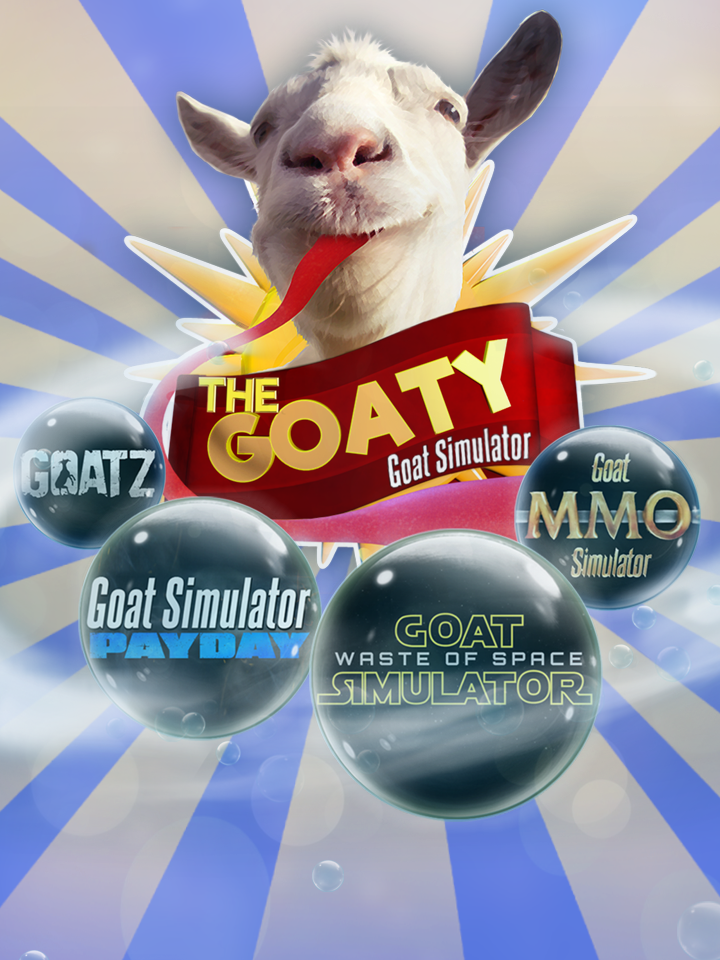 THE
GOATY
Goat Simulator
GOATZ
Goat
MMO
Simulator
Goat Simulator
PAYDAY
GOAT
WASTE OF SPACE
SIMULATOR